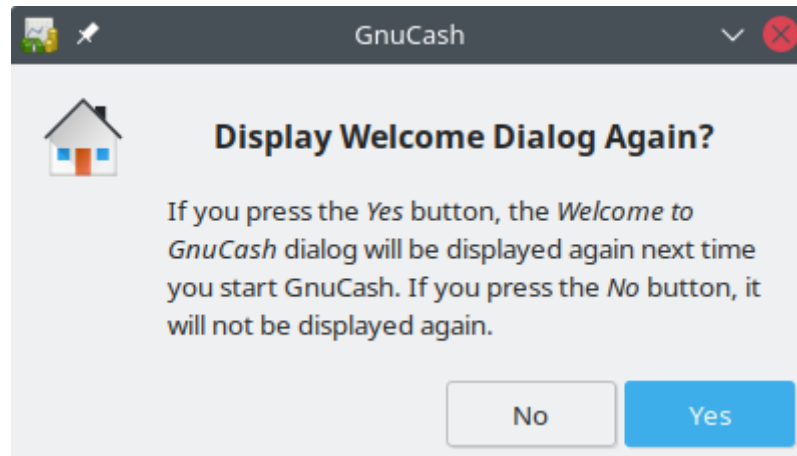 GnuCash
Display Welcome Dialog Again?
If you press the Yes button, the Welcome to
GnuCash dialog will be displayed again next time
you start GnuCash. If you press the No button, it
will not be displayed again.
No
Yes